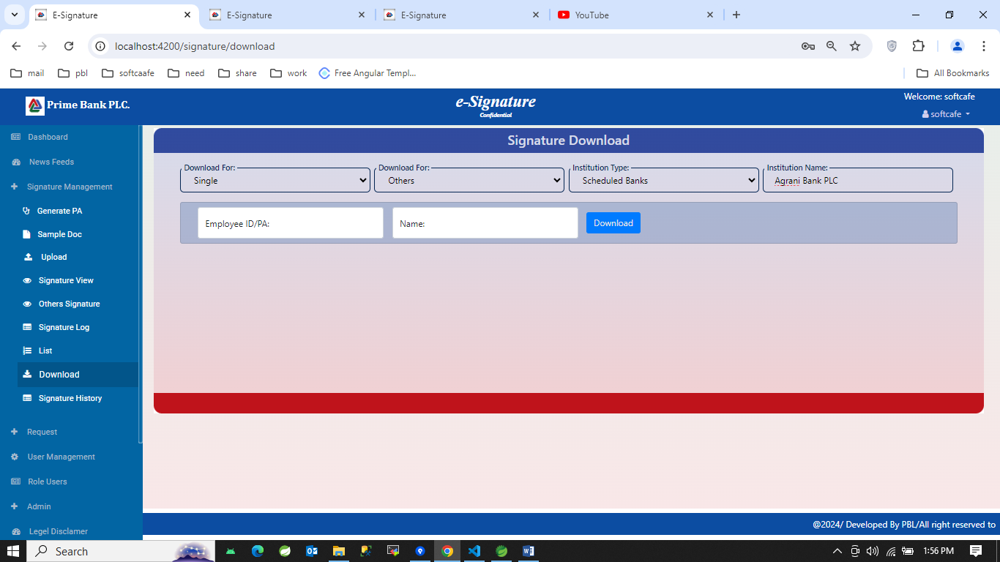 E-Signature
E-Signature
E-Signature
YouTube
localhost:4200/signature/download
mail
pbl
softcaafe
need
share
work
Free Angular Templ...
All Bookmarks
Prime Bank PLC.
e-Signature
Confidential
Welcome: softcafe
softcafe
Dashboard
News Feeds
Signature Management
Generate PA
Sample Doc
Upload
Signature View
Others Signature
Signature Log
List
Download
Signature History
Request
User Management
Role Users
Admin
Legel Disclamer
Signature Download
Download For:
Single
Download For:
Others
Institution Type:
Scheduled Banks
Institution Name:
Agrani Bank PLC
Employee ID/PA:
Name:
Download
@2024/ Developed By PBL/All right reserved to
Search
1:56 PM